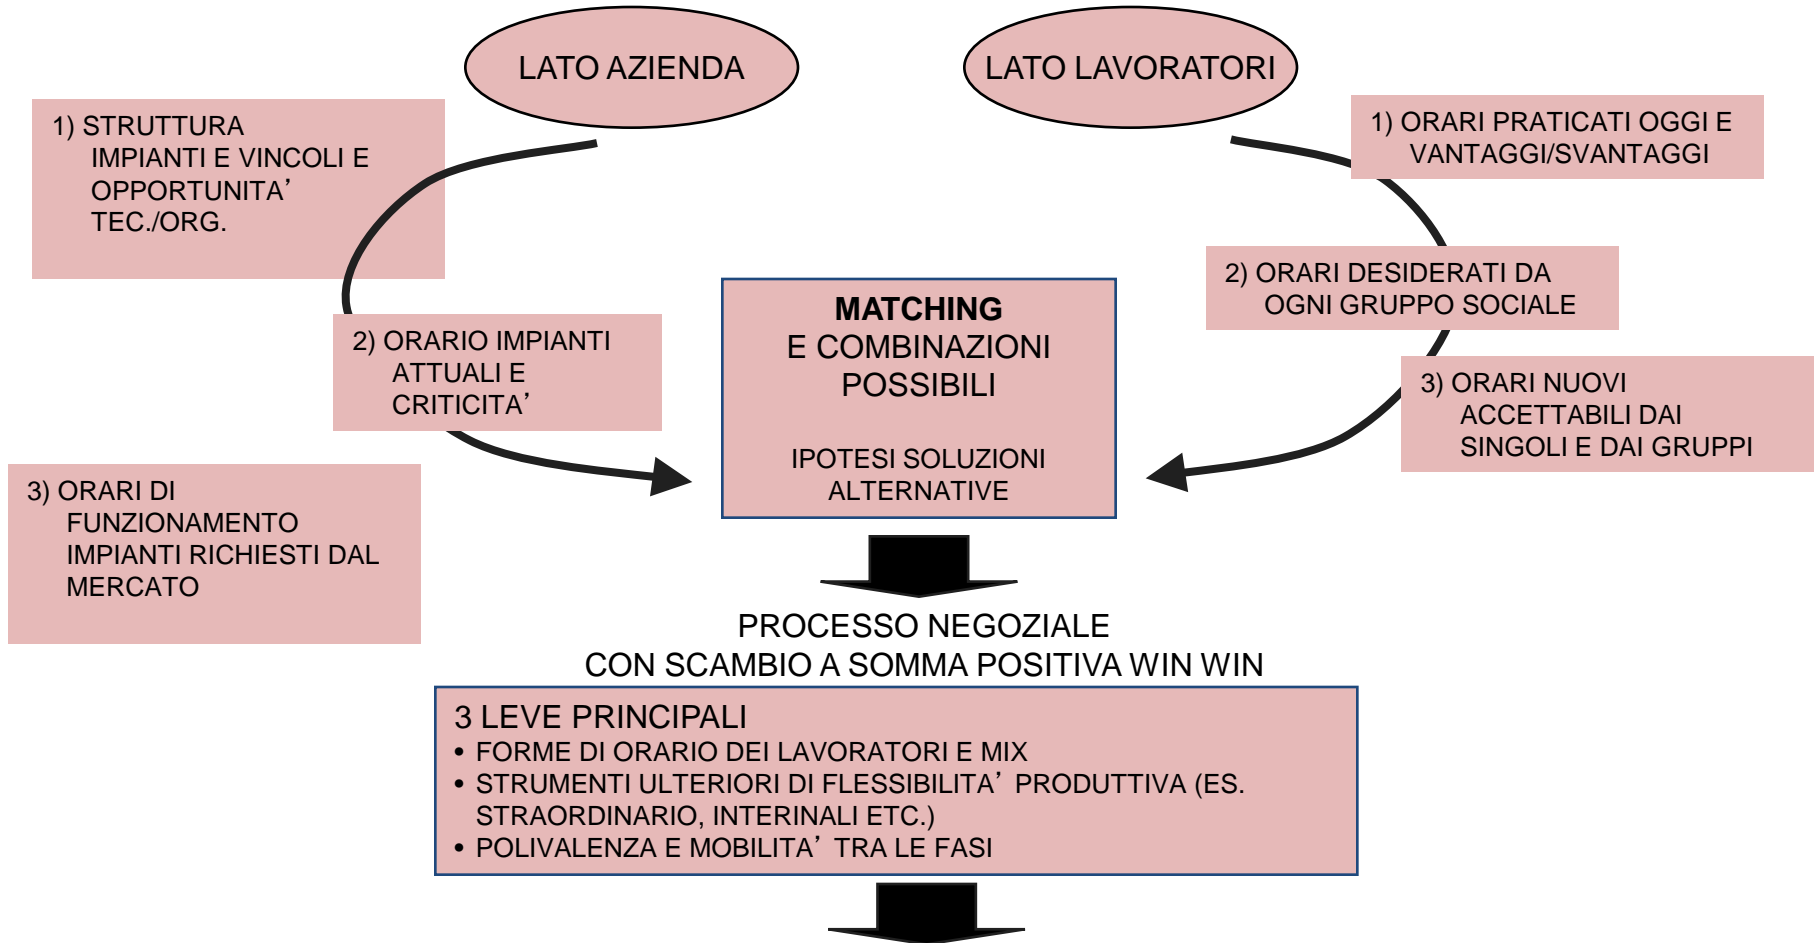 LATO AZIENDA
LATO LAVORATORI
1) STRUTTURA
IMPIANTI E VINCOLI E
OPPORTUNITA’
TEC./ORG.
2) ORARIO IMPIANTI
ATTUALI E
CRITICITA’
3) ORARI DI
FUNZIONAMENTO
IMPIANTI RICHIESTI DAL
MERCATO
1) ORARI PRATICATI OGGI E
VANTAGGI/SVANTAGGI
2) ORARI DESIDERATI DA
OGNI GRUPPO SOCIALE
3) ORARI NUOVI
ACCETTABILI DAI
SINGOLI E DAI GRUPPI
MATCHING
E COMBINAZIONI
POSSIBILI
IPOTESI SOLUZIONI
ALTERNATIVE
PROCESSO NEGOZIALE
CON SCAMBIO A SOMMA POSITIVA WIN WIN
3 LEVE PRINCIPALI
• FORME DI ORARIO DEI LAVORATORI E MIX
• STRUMENTI ULTERIORI DI FLESSIBILITA’ PRODUTTIVA (ES.
STRAORDINARIO, INTERINALI ETC.)
• POLIVALENZA E MOBILITA’ TRA LE FASI